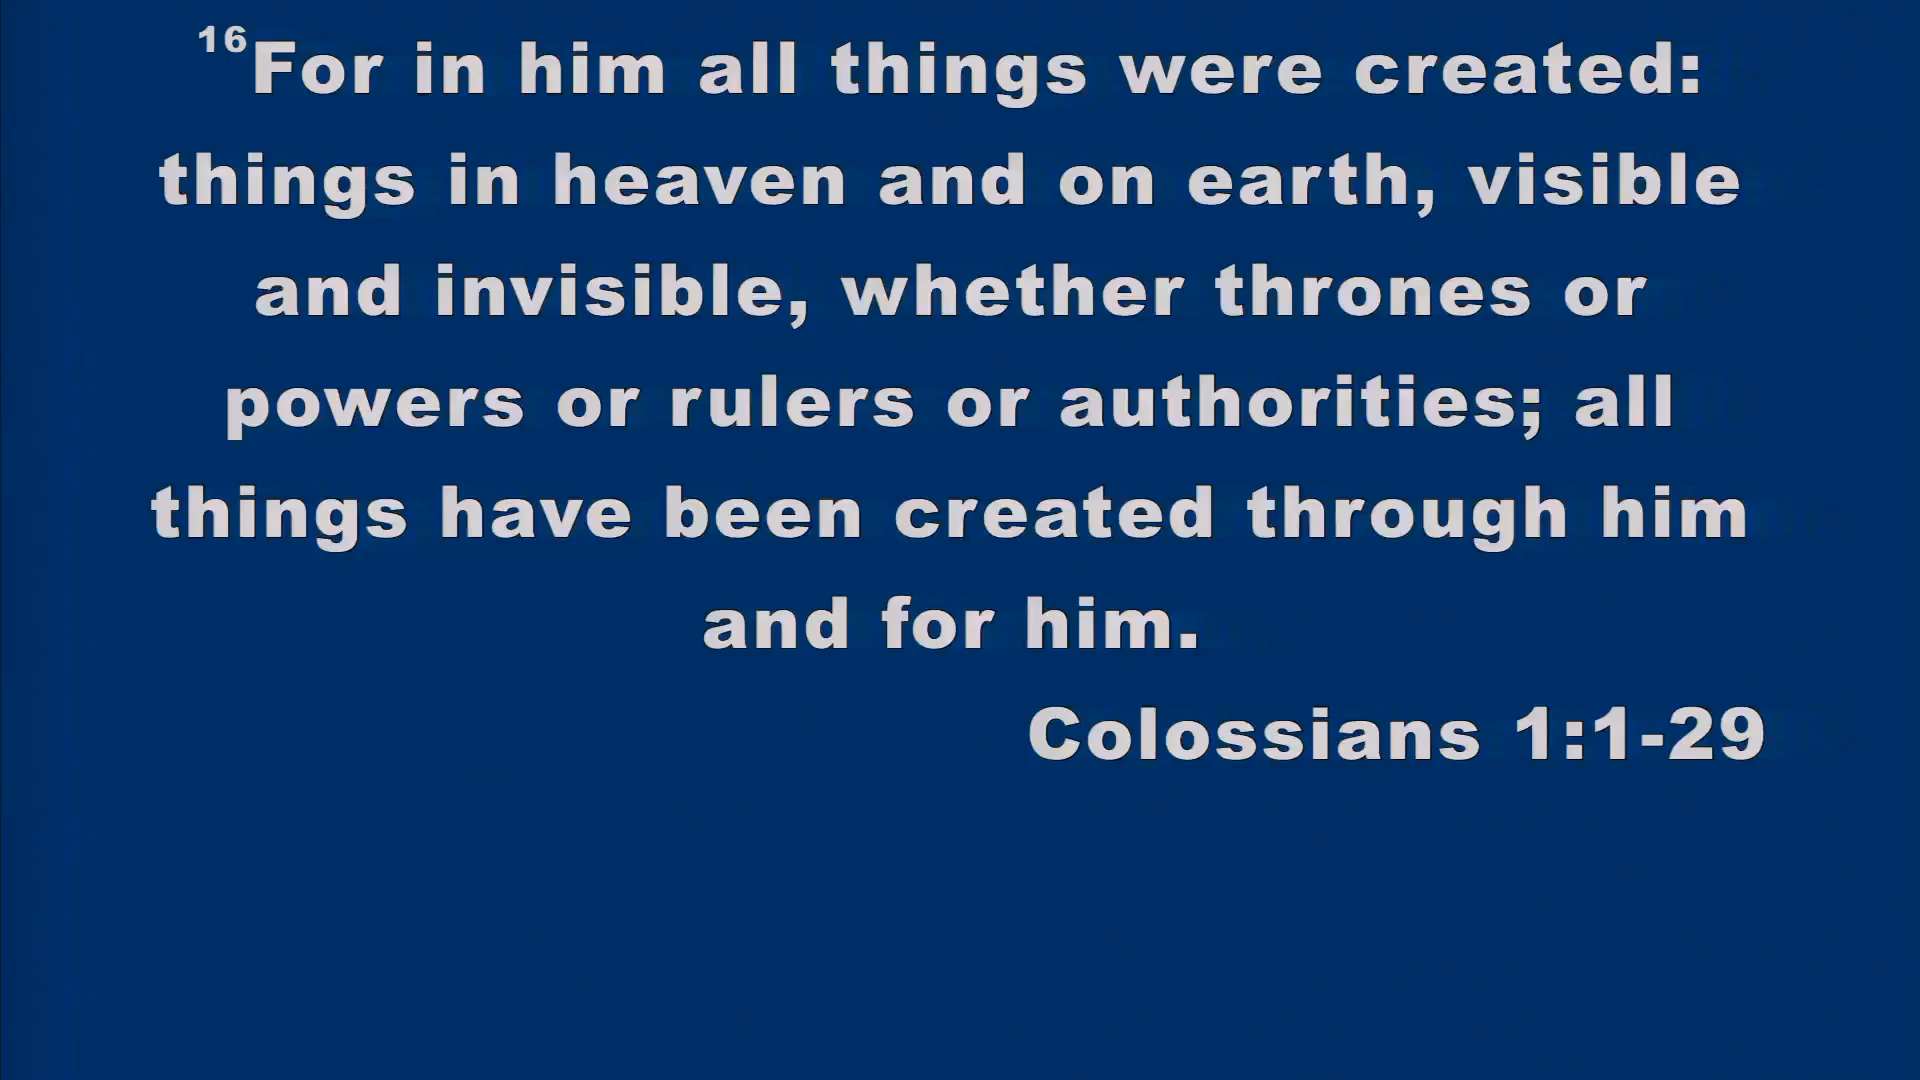 16For in him all things were created:
things in heaven and on earth, visible
and invisible, whether thrones or
powers or rulers or authorities; all
things have been created through him
and for him.
Colossians 1:1-29